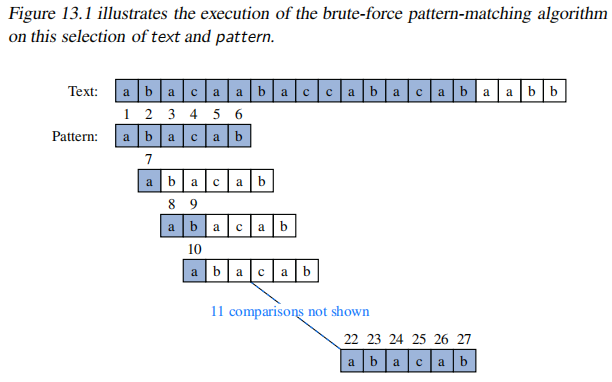 Figure 13.1 illustrates the execution of the brute-force pattern-matching algorithm
on this selection of text and pattern.
Text: a b a c a a b a c c a b a c a b a a b b
1 2 3 4 5 6
Pattern: a b a c a b
7
a b a c a b
8 9
a b a c a b
10
a b a c a b
11 comparisons not shown
22 23 24 25 26 27
a b a c a b